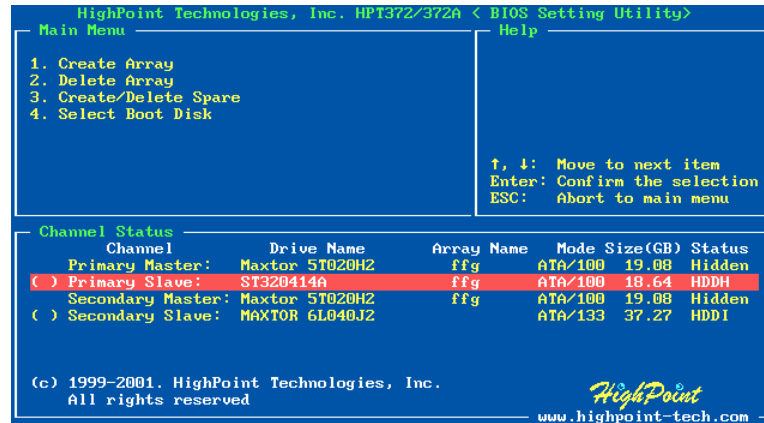 HighPoint Technologies, Inc. HPT372/372A < BIOS Setting Utility>
Main Menu
1. Create Array
2. Delete Array
3. Create/Delete Spare
4. Select Boot Disk
Help
↑, ↓: Move to next item
Enter: Confirm the selection
ESC: Abort to main menu
Channel Status
Channel Drive Name Array Name Mode Size(GB) Status
Primary Master: Maxtor 5T020H2 ffg ATA/100 19.08 Hidden
( ) Primary Slave: ST320414A ffg ATA/100 18.64 HDDH
Secondary Master: Maxtor 5T020H2 ffg ATA/100 19.08 Hidden
( ) Secondary Slave: MAXTOR 6L040J2 ATA/133 37.27 HDDI
(c) 1999-2001. HighPoint Technologies, Inc.
All rights reserved
HighPoint
www.highpoint-tech.com